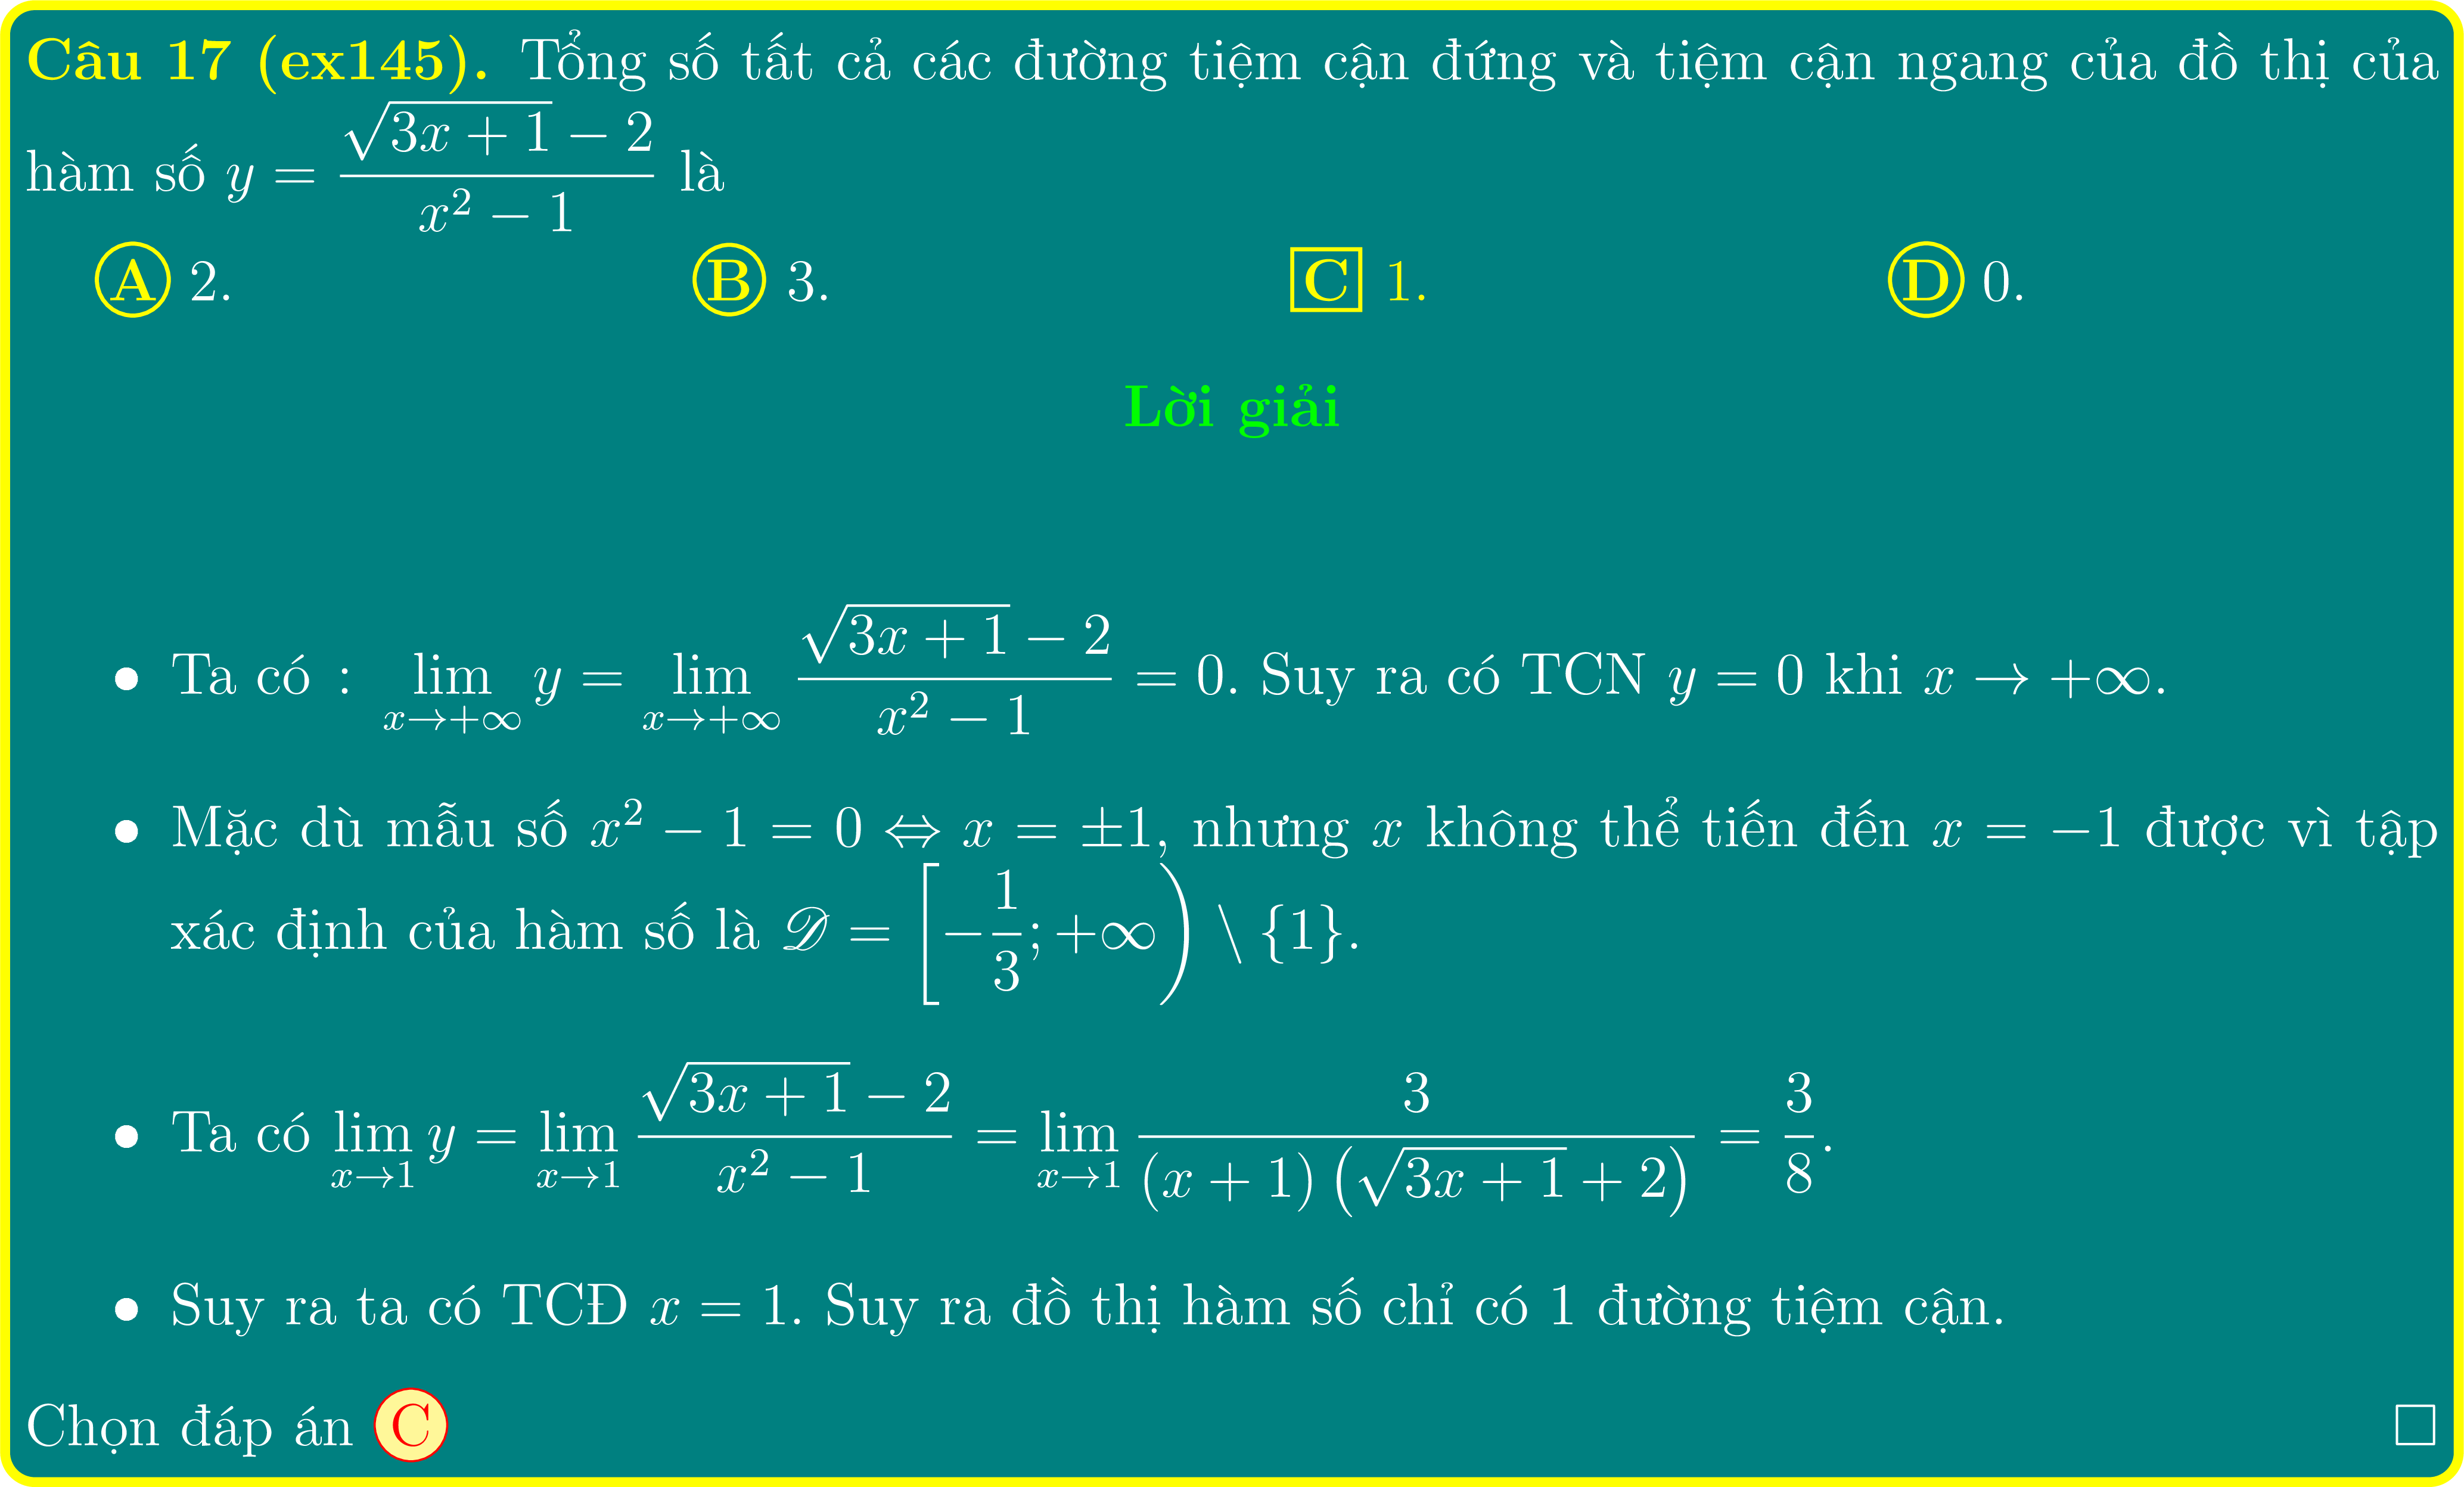 Câu 17 (ex145). Tổng số tất cả các đường tiệm cận đứng và tiệm cận ngang của đồ thị của
hàm số $y = \dfrac{\sqrt{3x+1}-2}{x^2-1}$ là
A 2. B 3. C 1. D 0.
Lời giải
• Ta có : $\lim\limits_{x\to+\infty} y = \lim\limits_{x\to+\infty} \dfrac{\sqrt{3x+1}-2}{x^2-1} = 0$. Suy ra có TCN $y = 0$ khi $x \to +\infty$.
• Mặc dù mẫu số $x^2 - 1 = 0 \Leftrightarrow x = \pm 1$, nhưng $x$ không thể tiến đến $x = -1$ được vì tập
xác định của hàm số là $\mathscr{D} = \left[-\dfrac{1}{3}; +\infty\right) \setminus \{1\}$.
• Ta có $\lim\limits_{x\to 1} y = \lim\limits_{x\to 1} \dfrac{\sqrt{3x+1}-2}{x^2-1} = \lim\limits_{x\to 1} \dfrac{3}{(x+1)\left(\sqrt{3x+1}+2\right)} = \dfrac{3}{8}$.
• Suy ra ta có TCĐ $x = 1$. Suy ra đồ thị hàm số chỉ có 1 đường tiệm cận.
Chọn đáp án C □